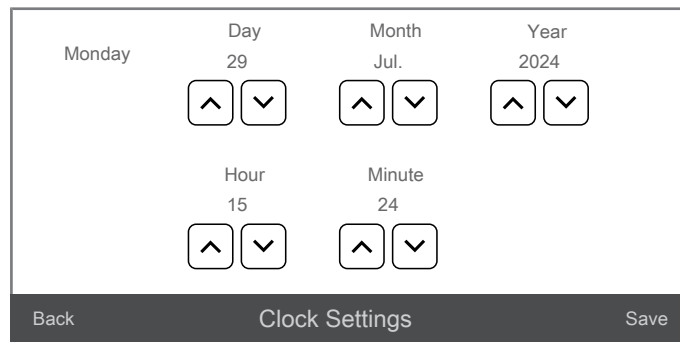 Day Month Year
Monday 29 Jul. 2024
Hour Minute
15 24
Back Clock Settings Save